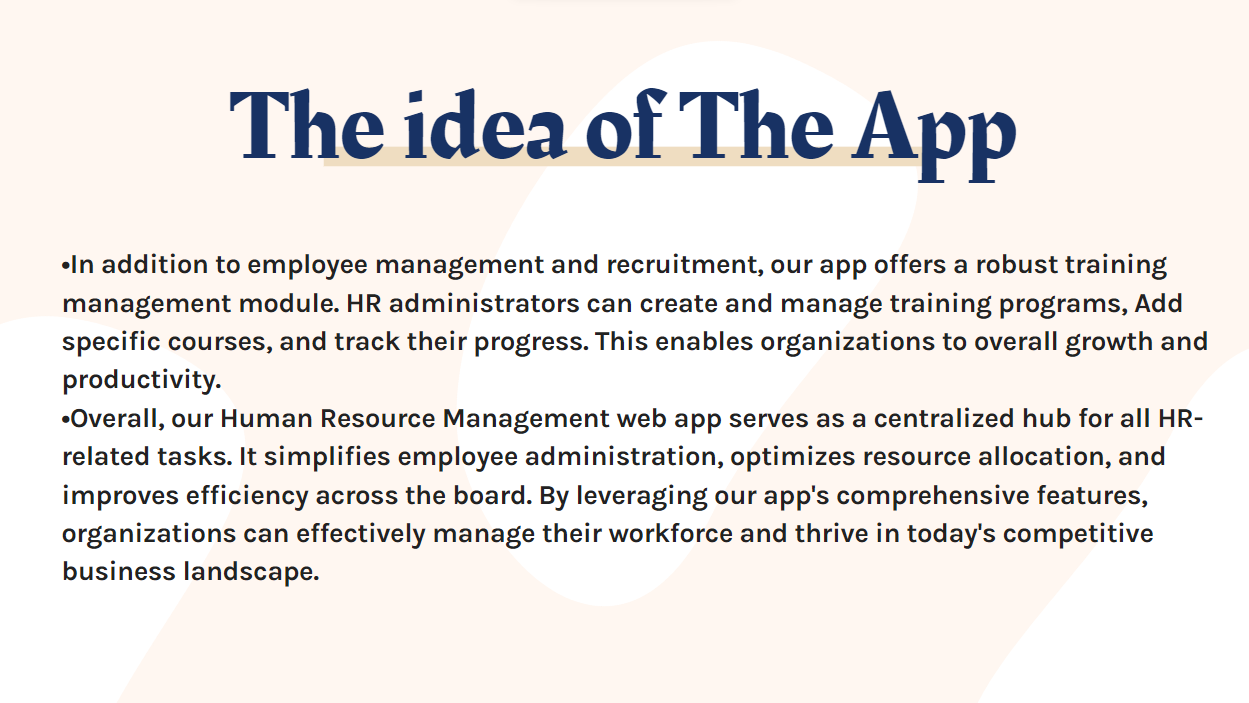 The idea of The App
•In addition to employee management and recruitment, our app offers a robust training
management module. HR administrators can create and manage training programs, Add
specific courses, and track their progress. This enables organizations to overall growth and
productivity.
•Overall, our Human Resource Management web app serves as a centralized hub for all HR-
related tasks. It simplifies employee administration, optimizes resource allocation, and
improves efficiency across the board. By leveraging our app's comprehensive features,
organizations can effectively manage their workforce and thrive in today's competitive
business landscape.